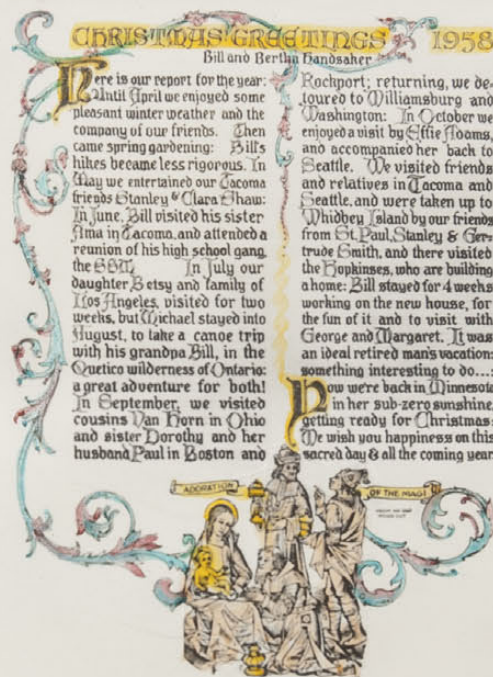 CHRISTMAS GREETINGS 1958
Bill and Bertha Handsaker
Here is our report for the year:
Until April we enjoyed some
pleasant winter weather and the
company of our friends. Then
came spring gardening: Bill's
hikes became less rigorous. In
May we entertained our Tacoma
friends Stanley & Clara Shaw:
In June, Bill visited his sister
Alma in Tacoma, and attended a
reunion of his high school gang,
the In July our
daughter Betsy and family of
Los Angeles, visited for two
weeks, but Michael stayed into
August, to take a canoe trip
with his grandpa Bill, in the
Quetico wilderness of Ontario:
a great adventure for both!
In September, we visited
cousins Van Horn in Ohio
and sister Dorothy and her
husband Paul in Boston and
Rockport; returning, we de-
toured to Williamsburg and
Washington: In October we
enjoyed a visit by Effie Adams,
and accompanied her back to
Seattle. We visited friends
and relatives in Tacoma and
Seattle, and were taken up to
Whidbey Island by our friends
from St. Paul, Stanley & Ger-
trude Smith, and there visited
the Hopkinses, who are building
a home: Bill stayed for 4 weeks
working on the new house, for
the fun of it and to visit with
George and Margaret. It was
an ideal retired man's vacation:
something interesting to do...:
Now we're back in Minnesota
in her sub-zero sunshine
getting ready for Christmas:
We wish you happiness on this
sacred day & all the coming year
ADORATION OF THE MAGI